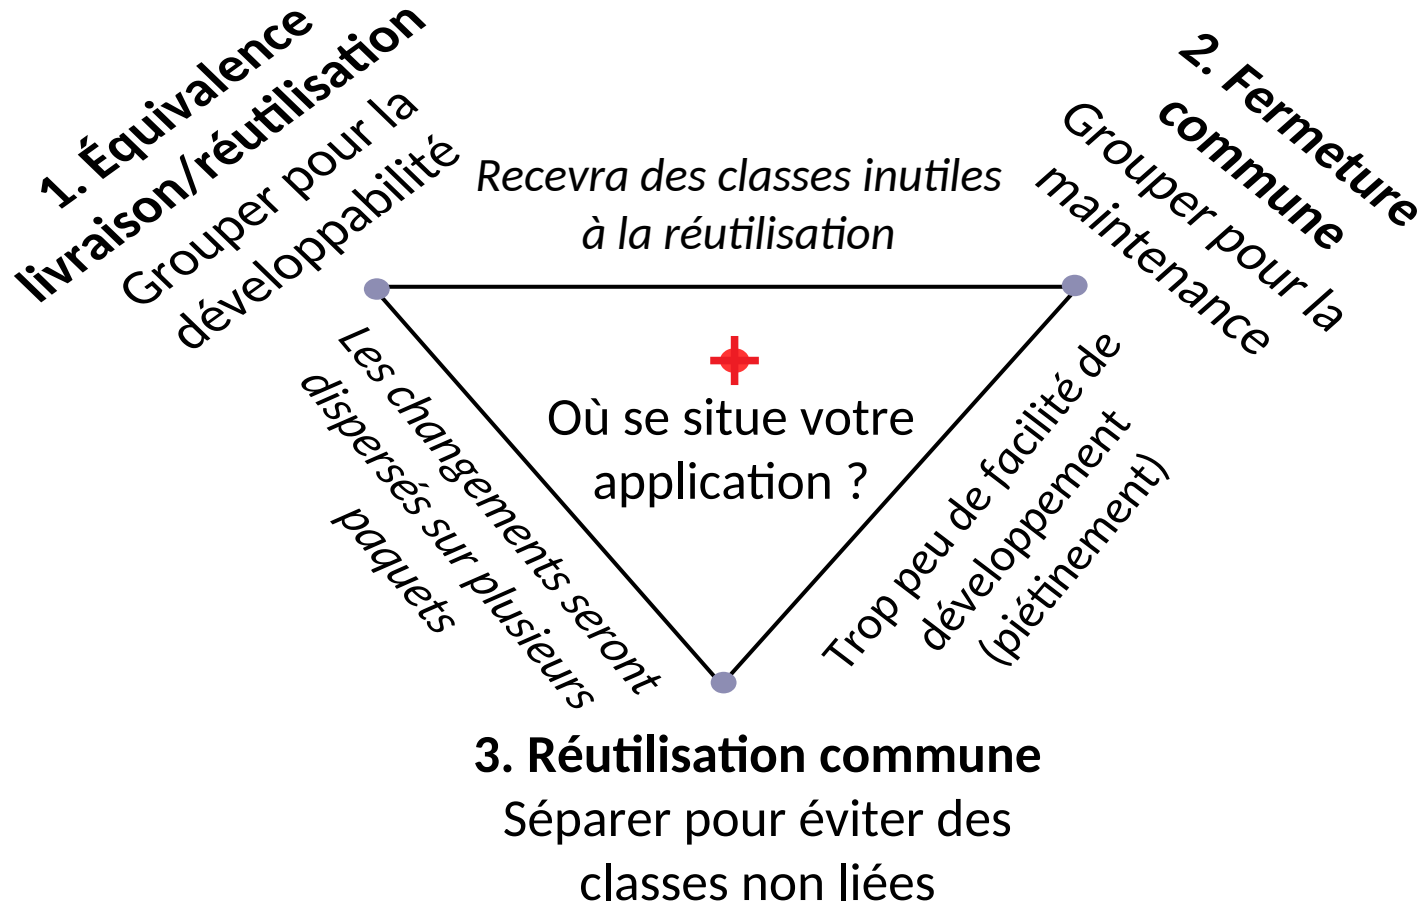 1. Équivalence
livraison/réutilisation
Grouper pour la
développabilité
2. Fermeture
commune
Grouper pour la
maintenance
Recevra des classes inutiles
à la réutilisation
Où se situe votre
application ?
Les changements seront
dispersés sur plusieurs
paquets
Trop peu de facilité de
développement
(piétinement)
3. Réutilisation commune
Séparer pour éviter des
classes non liées